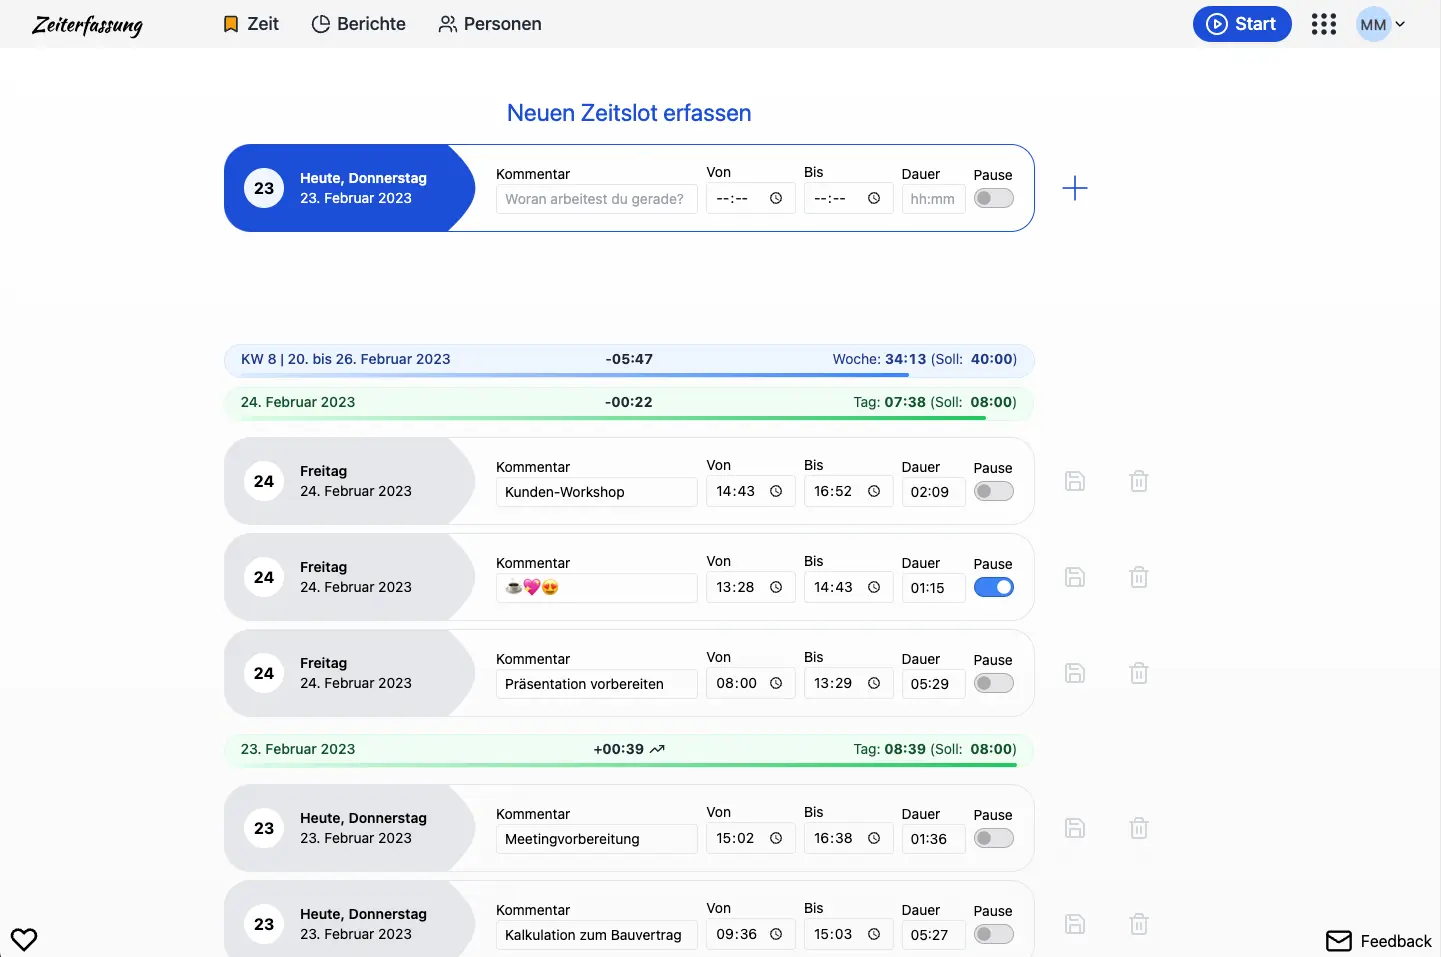 Zeiterfassung
Zeit Berichte Personen Start MM
Neuen Zeitslot erfassen
23 Heute, Donnerstag
23. Februar 2023
Kommentar Von Bis Dauer Pause
Woran arbeitest du gerade? --:-- --:-- hh:mm
KW 8 | 20. bis 26. Februar 2023 -05:47 Woche: 34:13 (Soll: 40:00)
24. Februar 2023 -00:22 Tag: 07:38 (Soll: 08:00)
24 Freitag
24. Februar 2023
Kommentar Von Bis Dauer Pause
Kunden-Workshop 14:43 16:52 02:09
24 Freitag
24. Februar 2023
Kommentar Von Bis Dauer Pause
☕💖😍 13:28 14:43 01:15
24 Freitag
24. Februar 2023
Kommentar Von Bis Dauer Pause
Präsentation vorbereiten 08:00 13:29 05:29
23. Februar 2023 +00:39 Tag: 08:39 (Soll: 08:00)
23 Heute, Donnerstag
23. Februar 2023
Kommentar Von Bis Dauer Pause
Meetingvorbereitung 15:02 16:38 01:36
23 Heute, Donnerstag
23. Februar 2023
Kommentar Von Bis Dauer Pause
Kalkulation zum Bauvertrag 09:36 15:03 05:27
Feedback